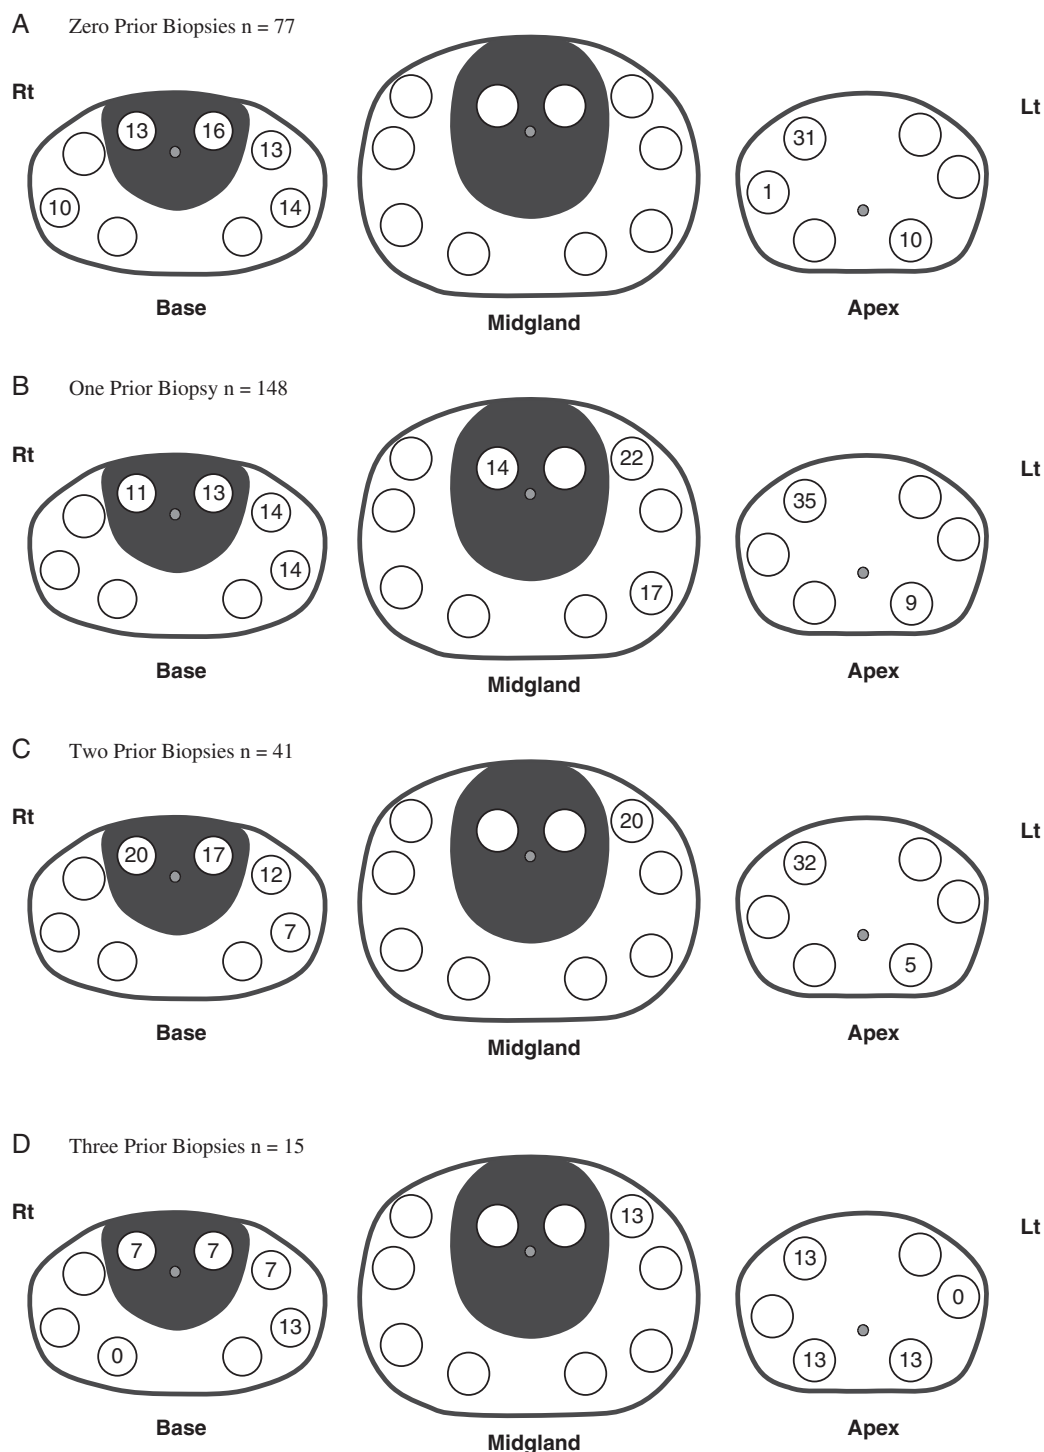 A Zero Prior Biopsies n = 77
Rt
Lt
13 16 13
10 14
31
1
10
Base
Midgland
Apex
B One Prior Biopsy n = 148
Rt
Lt
11 13 14
14
14 22
17
35
9
Base
Midgland
Apex
C Two Prior Biopsies n = 41
Rt
Lt
20 17 12
7
20
32
5
Base
Midgland
Apex
D Three Prior Biopsies n = 15
Rt
Lt
7 7 7
13
0
13
13
0
13 13
Base
Midgland
Apex